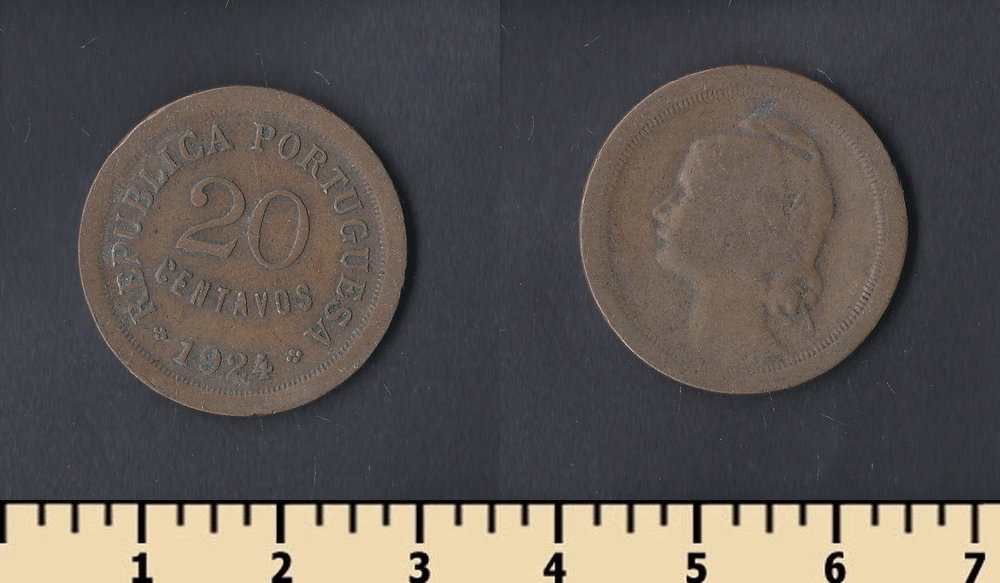 REPUBLICA PORTUGUESA
20
CENTAVOS
1924
1 2 3 4 5 6 7